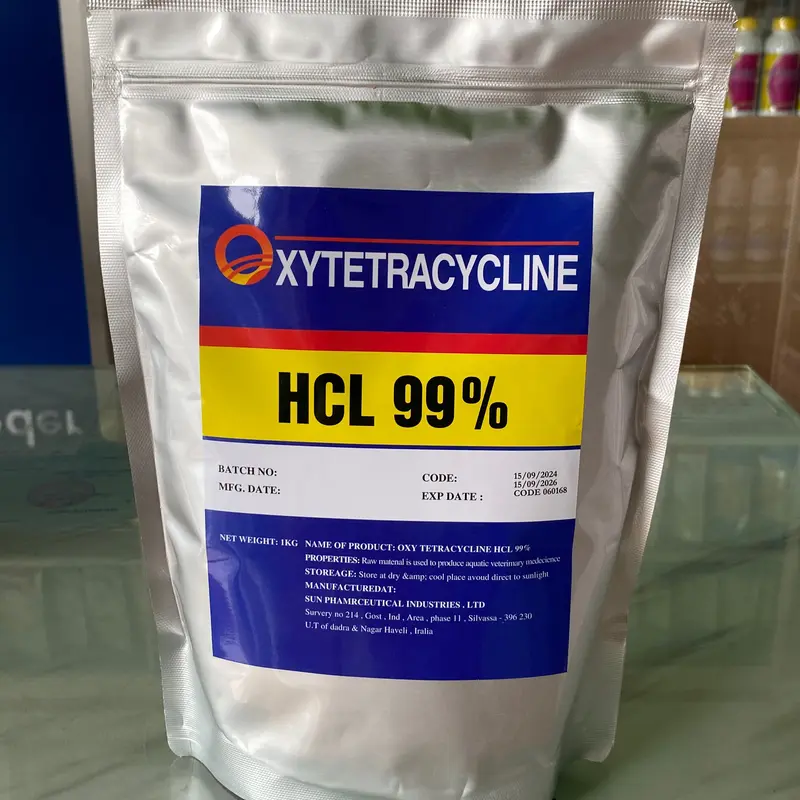 OXYTETRACYCLINE
HCL 99%
BATCH NO:
MFG. DATE:
CODE:
EXP DATE :
15/09/2024
15/09/2026
CODE 060168
NET WEIGHT: 1KG
NAME OF PRODUCT: OXY TETRACYCLINE HCL 99%
PROPERTIES: Raw matenal is used to produce aquatic veterimary medecience
STOREAGE: Store at dry &amp; cool place avoud direct to sunlight
MANUFACTUREDAT:
SUN PHAMRCEUTICAL INDUSTRIES . LTD
Survery no 214 , Gost , Ind , Area , phase 11 , Silvassa - 396 230
U.T of dadra & Nagar Haveli , Iralia